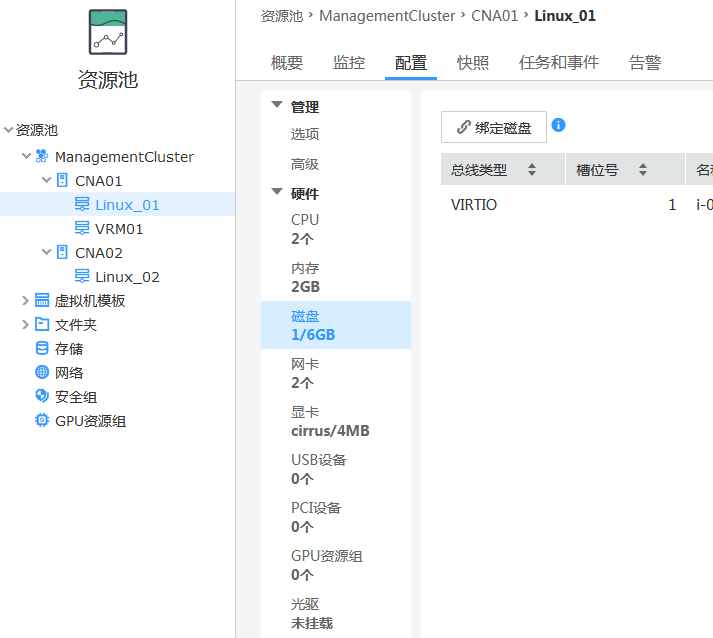 资源池
资源池
ManagementCluster
CNA01
Linux_01
VRM01
CNA02
Linux_02
虚拟机模板
文件夹
存储
网络
安全组
GPU资源组
资源池 › ManagementCluster › CNA01 › Linux_01
概要 监控 配置 快照 任务和事件 告警
管理
选项
高级
硬件
CPU
2个
内存
2GB
磁盘
1/6GB
网卡
2个
显卡
cirrus/4MB
USB设备
0个
PCI设备
0个
GPU资源组
0个
光驱
未挂载
绑定磁盘
总线类型 槽位号
VIRTIO 1 i-0